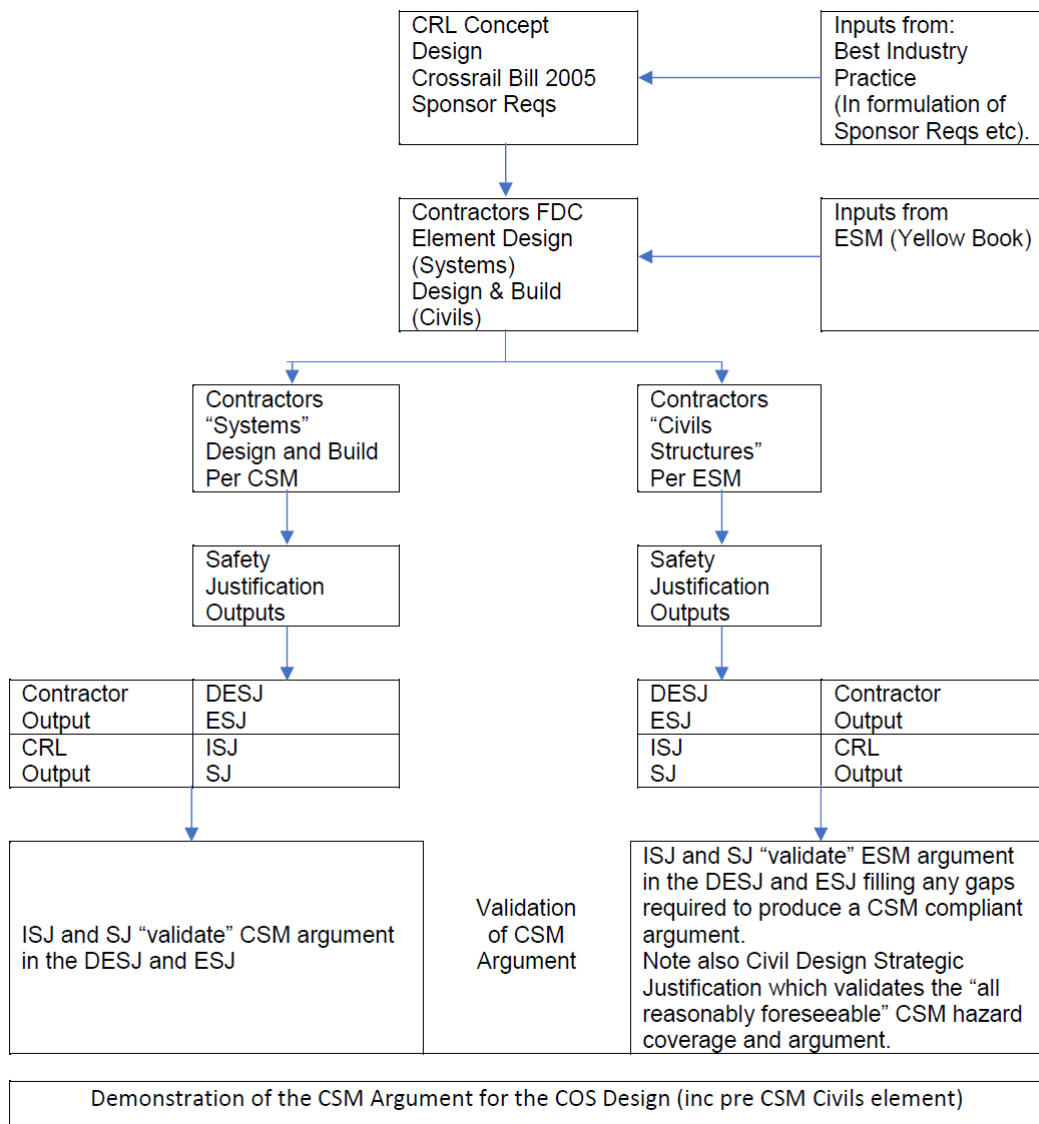 CRL Concept
Design
Crossrail Bill 2005
Sponsor Reqs
Inputs from:
Best Industry
Practice
(In formulation of
Sponsor Reqs etc).
Contractors FDC
Element Design
(Systems)
Design & Build
(Civils)
Inputs from
ESM (Yellow Book)
Contractors
“Systems”
Design and Build
Per CSM
Contractors
“Civils
Structures”
Per ESM
Safety
Justification
Outputs
Safety
Justification
Outputs
Contractor
Output
DESJ
ESJ
CRL
Output
ISJ
SJ
DESJ
ESJ
Contractor
Output
ISJ
SJ
CRL
Output
ISJ and SJ “validate” CSM argument
in the DESJ and ESJ
Validation
of CSM
Argument
ISJ and SJ “validate” ESM argument
in the DESJ and ESJ filling any gaps
required to produce a CSM compliant
argument.
Note also Civil Design Strategic
Justification which validates the “all
reasonably foreseeable” CSM hazard
coverage and argument.
Demonstration of the CSM Argument for the COS Design (inc pre CSM Civils element)